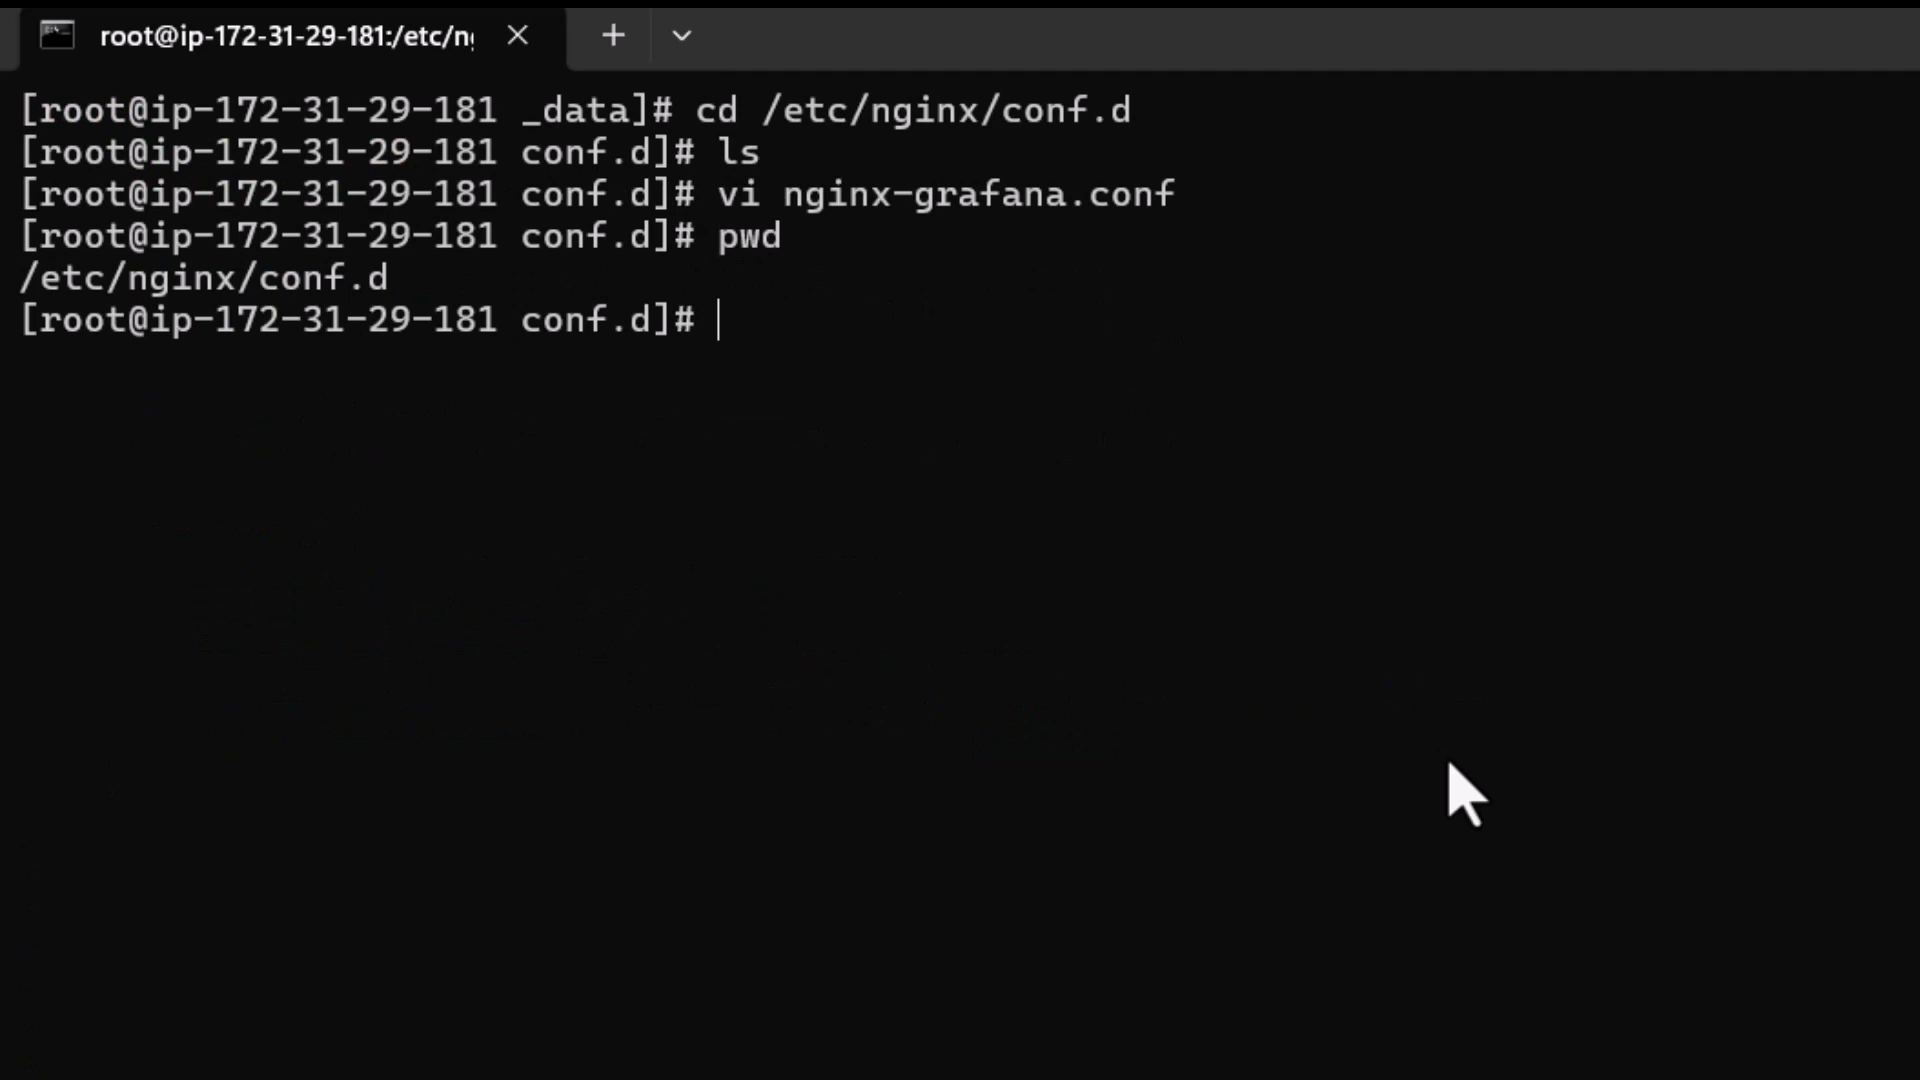 root@ip-172-31-29-181:/etc/n
[root@ip-172-31-29-181 _data]# cd /etc/nginx/conf.d
[root@ip-172-31-29-181 conf.d]# ls
[root@ip-172-31-29-181 conf.d]# vi nginx-grafana.conf
[root@ip-172-31-29-181 conf.d]# pwd
/etc/nginx/conf.d
[root@ip-172-31-29-181 conf.d]#